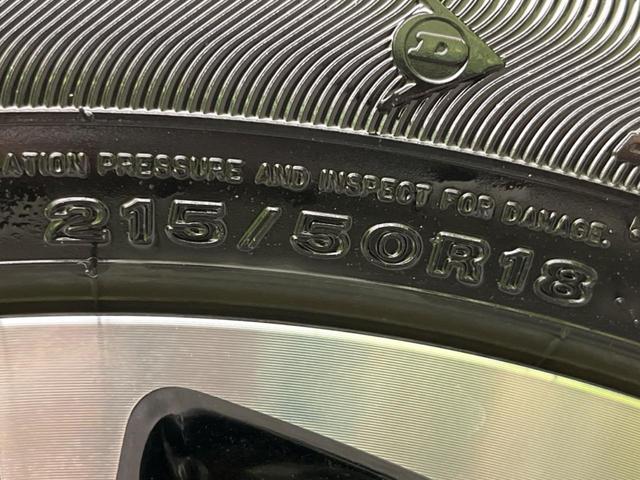 D
ATION PRESSURE AND INSPECT FOR DAMAGE.
215/50R18